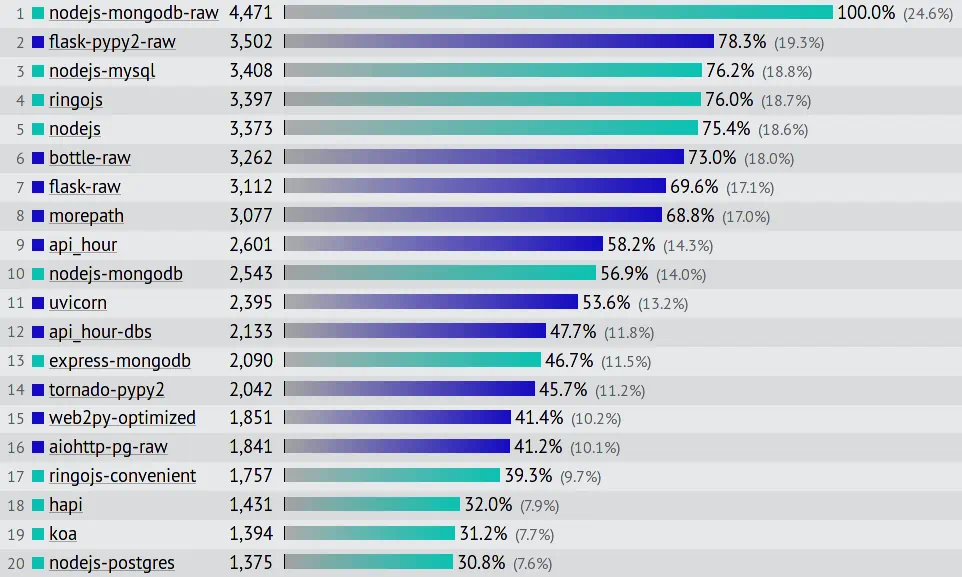 1 nodejs-mongodb-raw 4,471 100.0% (24.6%)
2 flask-pypy2-raw 3,502 78.3% (19.3%)
3 nodejs-mysql 3,408 76.2% (18.8%)
4 ringojs 3,397 76.0% (18.7%)
5 nodejs 3,373 75.4% (18.6%)
6 bottle-raw 3,262 73.0% (18.0%)
7 flask-raw 3,112 69.6% (17.1%)
8 morepath 3,077 68.8% (17.0%)
9 api_hour 2,601 58.2% (14.3%)
10 nodejs-mongodb 2,543 56.9% (14.0%)
11 uvicorn 2,395 53.6% (13.2%)
12 api_hour-dbs 2,133 47.7% (11.8%)
13 express-mongodb 2,090 46.7% (11.5%)
14 tornado-pypy2 2,042 45.7% (11.2%)
15 web2py-optimized 1,851 41.4% (10.2%)
16 aiohttp-pg-raw 1,841 41.2% (10.1%)
17 ringojs-convenient 1,757 39.3% (9.7%)
18 hapi 1,431 32.0% (7.9%)
19 koa 1,394 31.2% (7.7%)
20 nodejs-postgres 1,375 30.8% (7.6%)